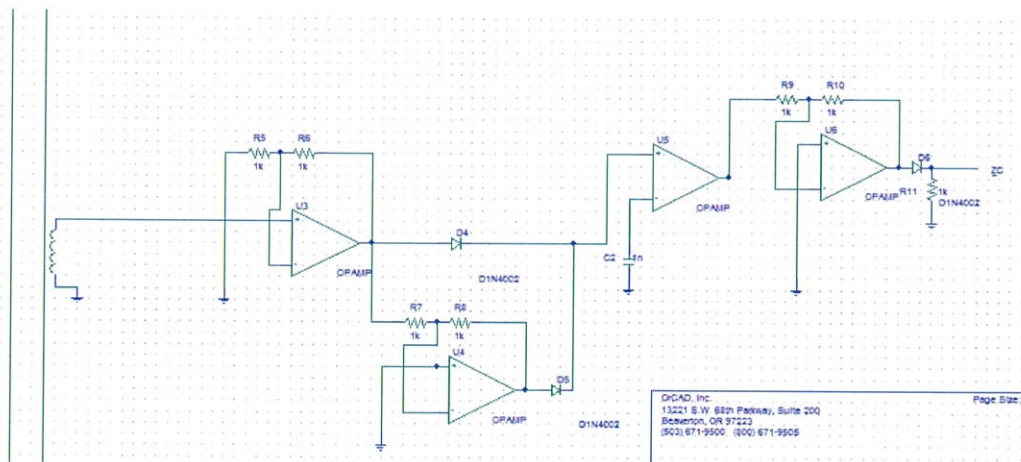 R9
R10
1k
1k
U6
U5
R5
R6
1k
1k
D6
ZC
OPAMP
OPAMP
R11
1k
D1N4002
U3
D4
OPAMP
C2
1n
D1N4002
R7
R8
1k
1k
U4
D5
OPAMP
D1N4002
OrCAD, Inc.
Page Size:
13221 S.W. 68th Parkway, Suite 200
Beaverton, OR 97223
(503) 671-9500 (800) 671-9505